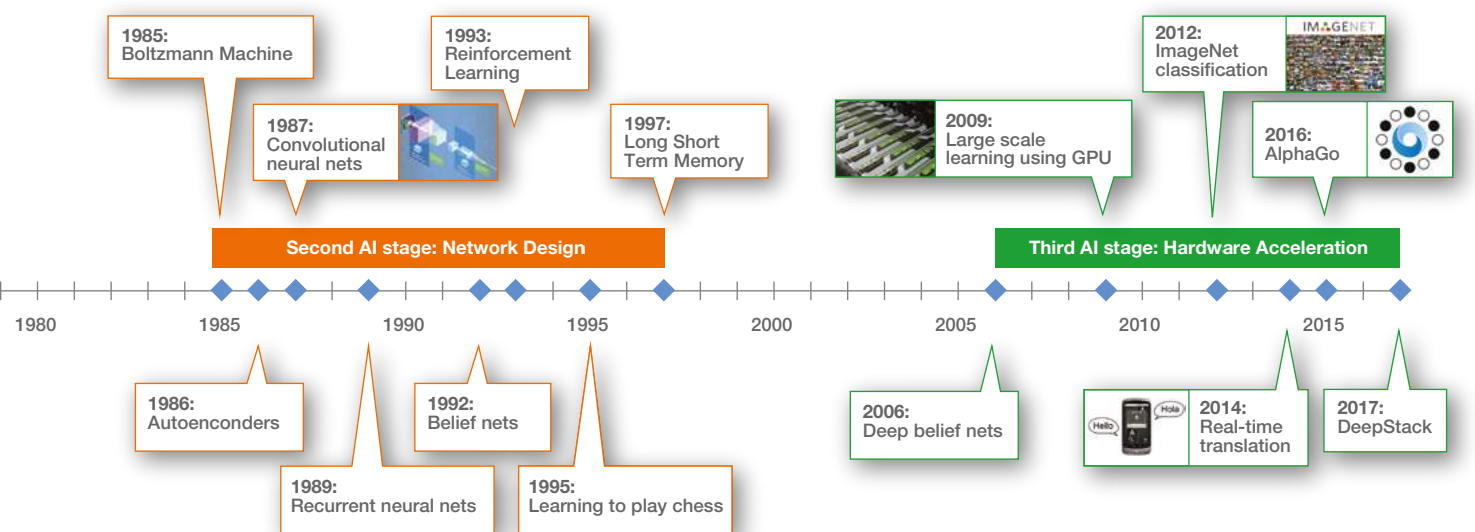 1985:
Boltzmann Machine
1993:
Reinforcement
Learning
1987:
Convolutional
neural nets
1997:
Long Short
Term Memory
2012:
ImageNet
classification
IMAGENET
2009:
Large scale
learning using GPU
2016:
AlphaGo
Second AI stage: Network Design
Third AI stage: Hardware Acceleration
1980
1985
1990
1995
2000
2005
2010
2015
1986:
Autoenconders
1992:
Belief nets
1989:
Recurrent neural nets
1995:
Learning to play chess
2006:
Deep belief nets
Hello
Hola
2014:
Real-time
translation
2017:
DeepStack